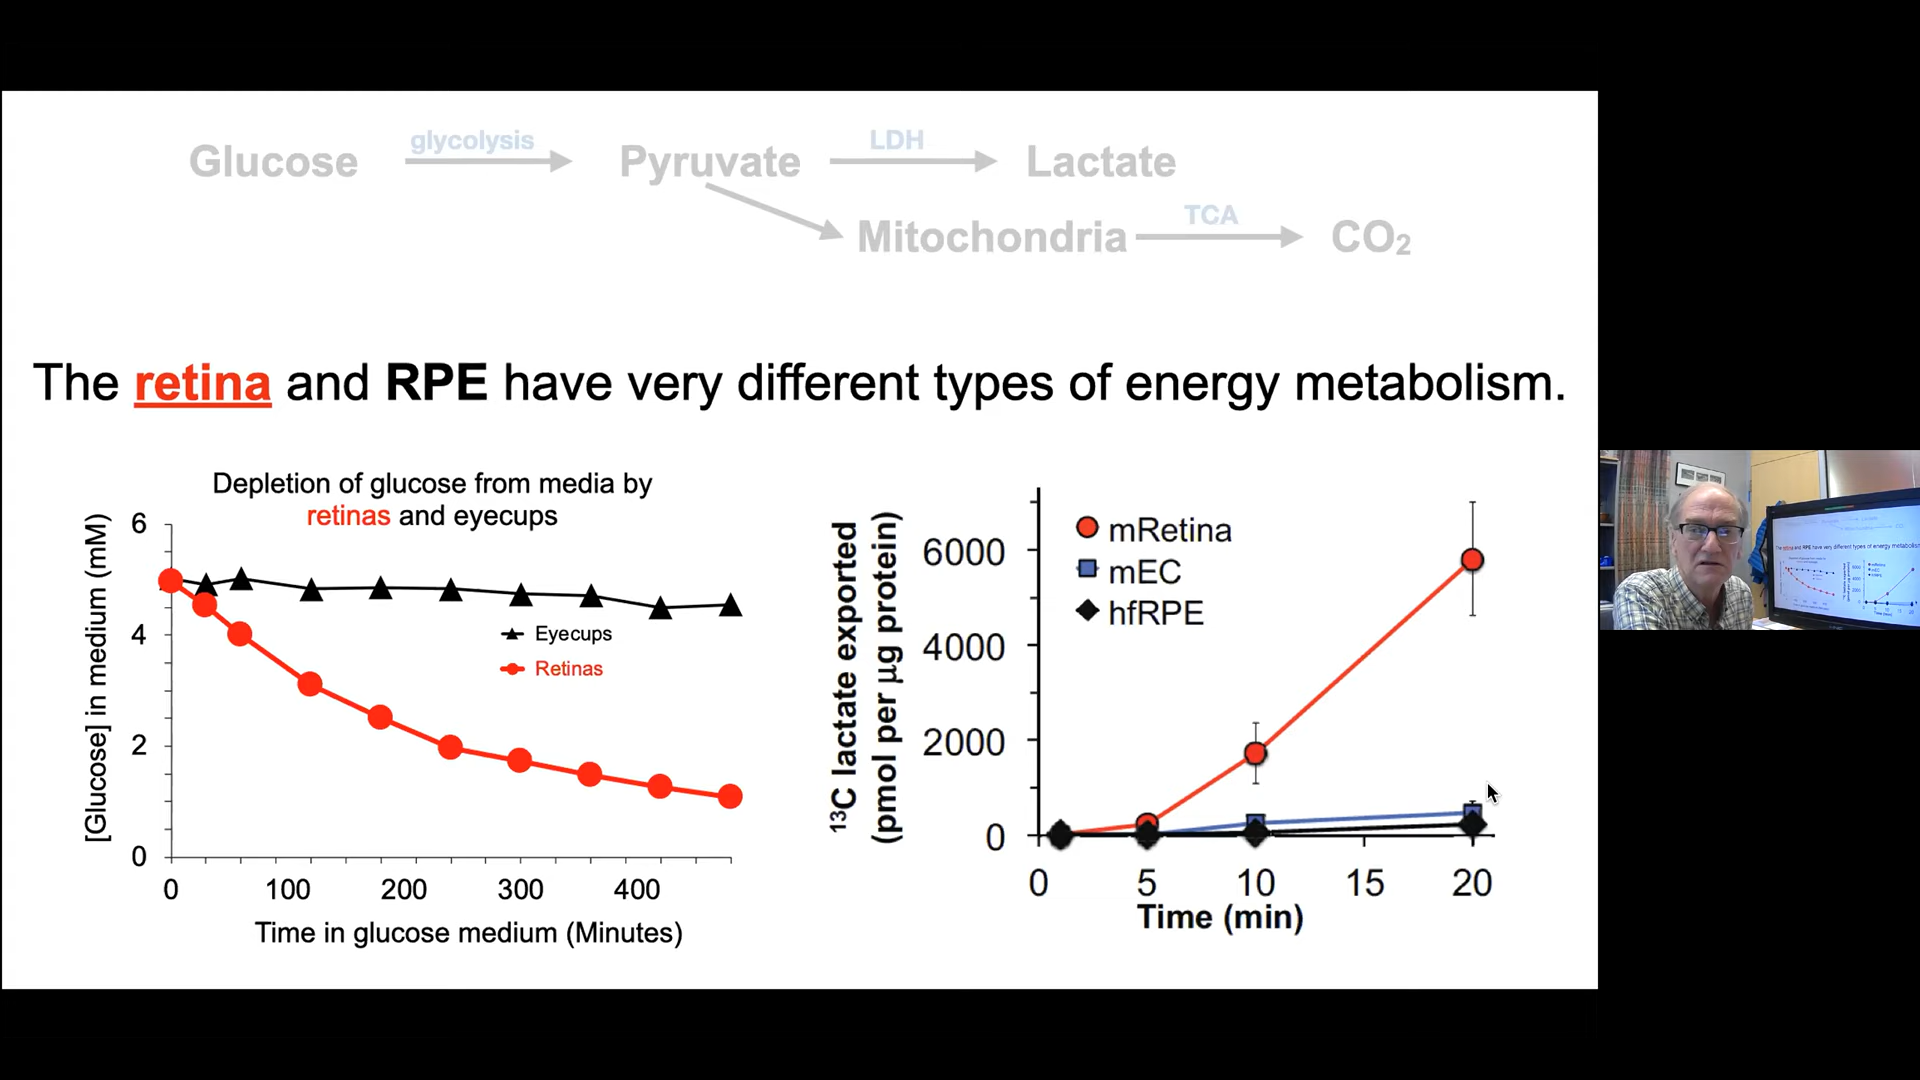 glycolysis
LDH
Glucose
Pyruvate
Lactate
TCA
Mitochondria
CO₂
The retina and RPE have very different types of energy metabolism.
Depletion of glucose from media by
retinas and eyecups
[Glucose] in medium (mM)
6
4
2
0
Eyecups
Retinas
0 100 200 300 400
Time in glucose medium (Minutes)
¹³C lactate exported
(pmol per µg protein)
6000
4000
2000
0
mRetina
mEC
hfRPE
0 5 10 15 20
Time (min)